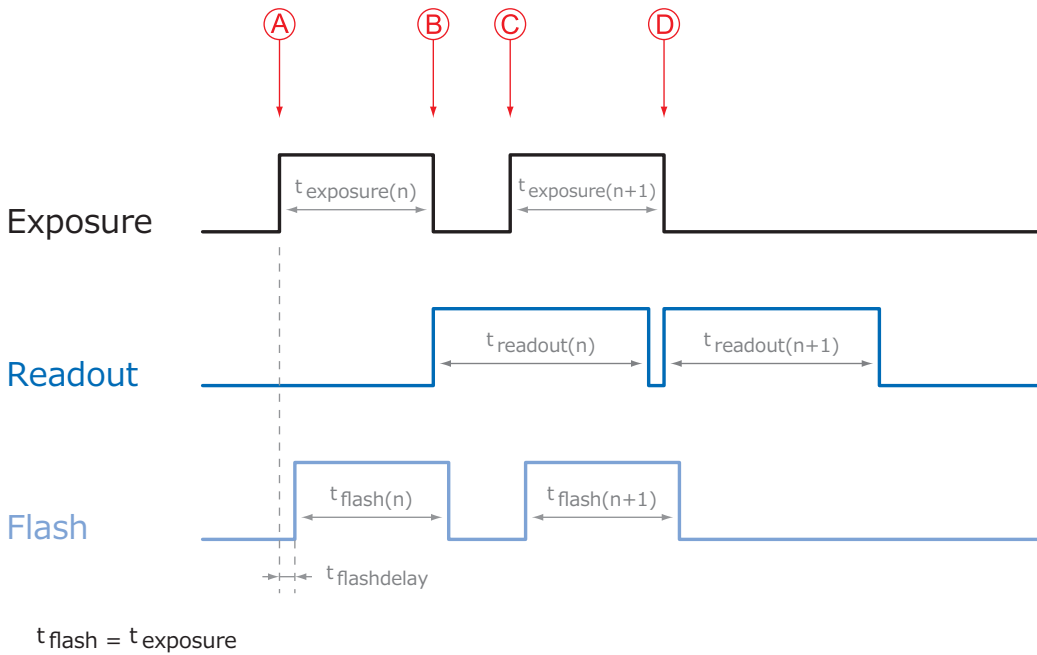 A B C D
t exposure(n) t exposure(n+1)
Exposure
t readout(n) t readout(n+1)
Readout
t flash(n) t flash(n+1)
Flash
t flashdelay
t flash = t exposure